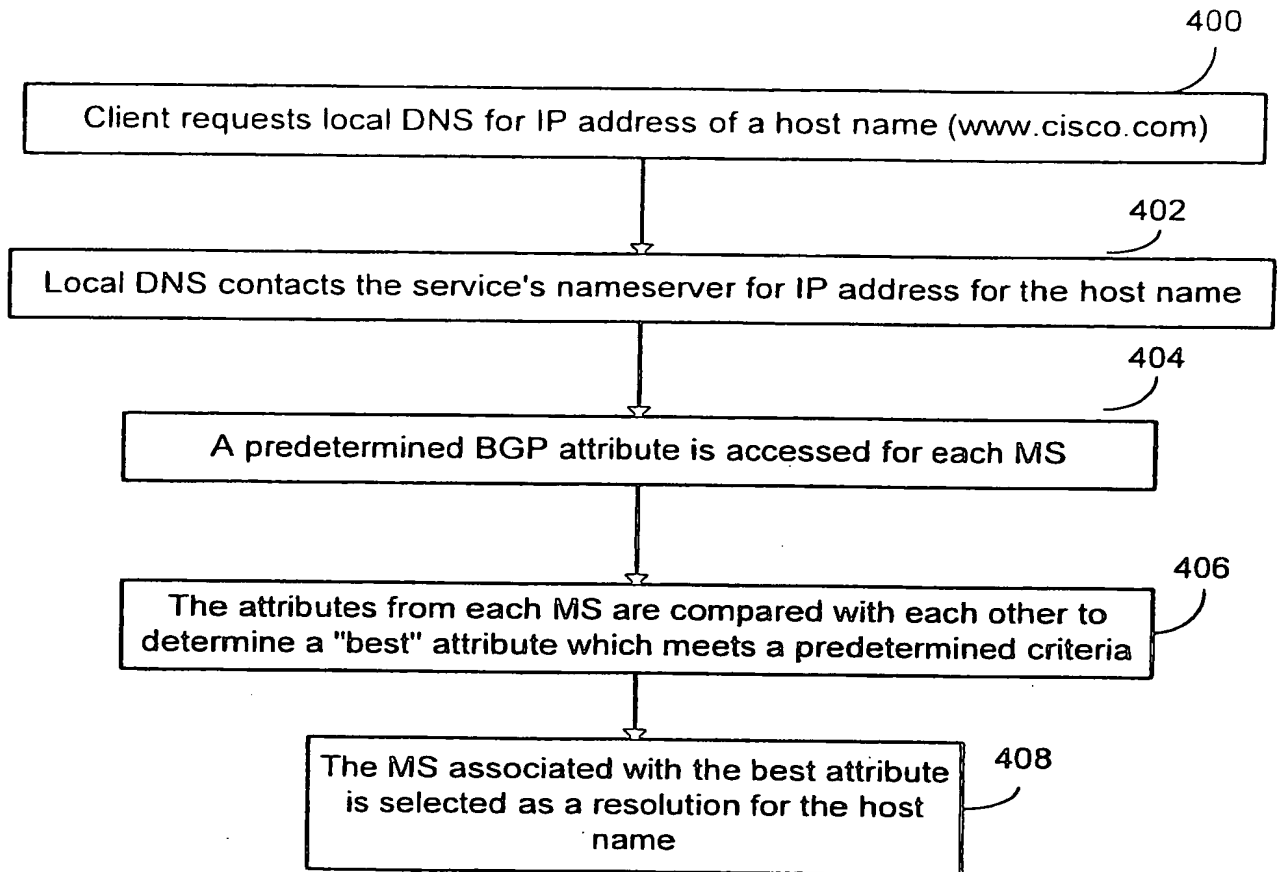 400
Client requests local DNS for IP address of a host name (www.cisco.com)
402
Local DNS contacts the service's nameserver for IP address for the host name
404
A predetermined BGP attribute is accessed for each MS
406
The attributes from each MS are compared with each other to
determine a "best" attribute which meets a predetermined criteria
408
The MS associated with the best attribute
is selected as a resolution for the host
name